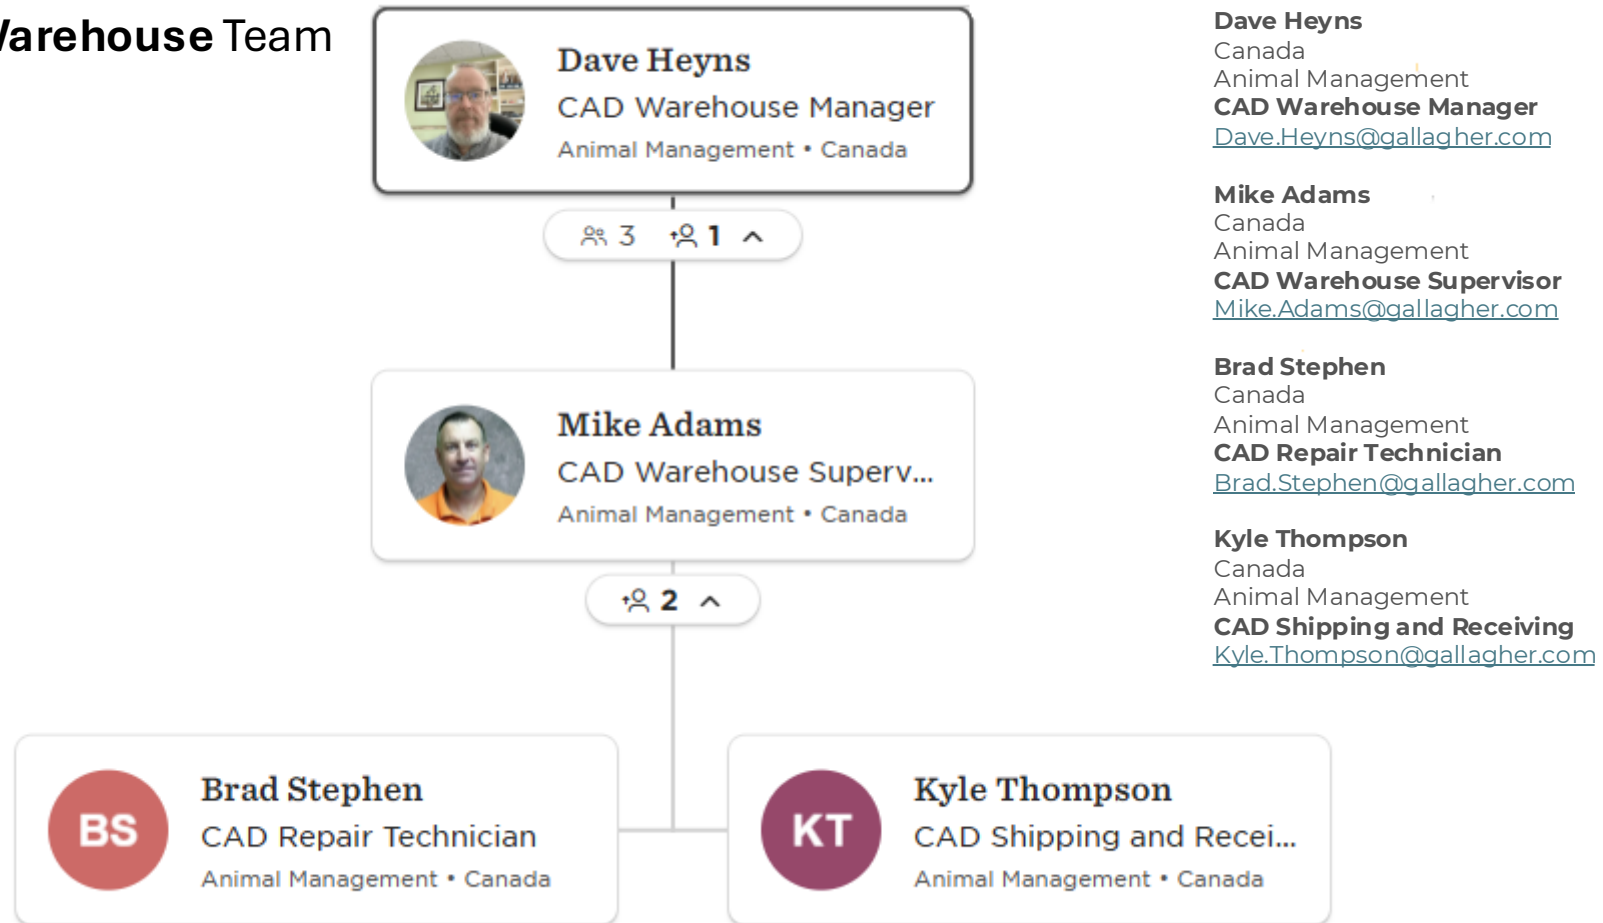 Warehouse Team
Dave Heyns
CAD Warehouse Manager
Animal Management • Canada
3 1
Mike Adams
CAD Warehouse Superv...
Animal Management • Canada
2
BS
Brad Stephen
CAD Repair Technician
Animal Management • Canada
KT
Kyle Thompson
CAD Shipping and Recei...
Animal Management • Canada
Dave Heyns
Canada
Animal Management
CAD Warehouse Manager
Dave.Heyns@gallagher.com
Mike Adams
Canada
Animal Management
CAD Warehouse Supervisor
Mike.Adams@gallagher.com
Brad Stephen
Canada
Animal Management
CAD Repair Technician
Brad.Stephen@gallagher.com
Kyle Thompson
Canada
Animal Management
CAD Shipping and Receiving
Kyle.Thompson@gallagher.com